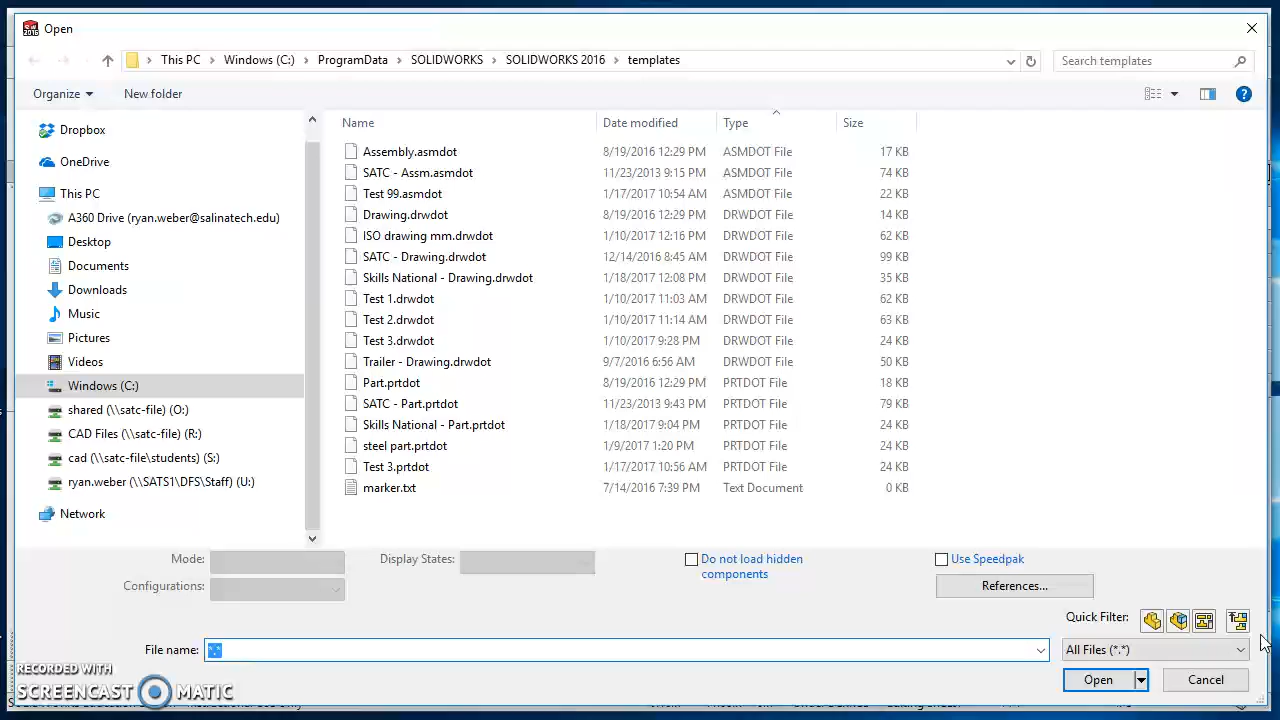 Open
This PC > Windows (C:) > ProgramData > SOLIDWORKS > SOLIDWORKS 2016 > templates
Search templates
Organize
New folder
Name Date modified Type Size
Dropbox
OneDrive
This PC
A360 Drive (ryan.weber@salinatech.edu)
Desktop
Documents
Downloads
Music
Pictures
Videos
Windows (C:)
shared (\\satc-file) (O:)
CAD Files (\\satc-file) (R:)
cad (\\satc-file\students) (S:)
ryan.weber (\\SATS1\DFS\Staff) (U:)
Network
Assembly.asmdot 8/19/2016 12:29 PM ASMDOT File 17 KB
SATC - Assm.asmdot 11/23/2013 9:15 PM ASMDOT File 74 KB
Test 99.asmdot 1/17/2017 10:54 AM ASMDOT File 22 KB
Drawing.drwdot 8/19/2016 12:29 PM DRWDOT File 14 KB
ISO drawing mm.drwdot 1/10/2017 12:16 PM DRWDOT File 62 KB
SATC - Drawing.drwdot 12/14/2016 8:45 AM DRWDOT File 99 KB
Skills National - Drawing.drwdot 1/18/2017 12:08 PM DRWDOT File 35 KB
Test 1.drwdot 1/10/2017 11:03 AM DRWDOT File 62 KB
Test 2.drwdot 1/10/2017 11:14 AM DRWDOT File 63 KB
Test 3.drwdot 1/10/2017 9:28 PM DRWDOT File 24 KB
Trailer - Drawing.drwdot 9/7/2016 6:56 AM DRWDOT File 50 KB
Part.prtdot 8/19/2016 12:29 PM PRTDOT File 18 KB
SATC - Part.prtdot 11/23/2013 9:43 PM PRTDOT File 79 KB
Skills National - Part.prtdot 1/18/2017 9:04 PM PRTDOT File 24 KB
steel part.prtdot 1/9/2017 1:20 PM PRTDOT File 24 KB
Test 3.prtdot 1/17/2017 10:56 AM PRTDOT File 24 KB
marker.txt 7/14/2016 7:39 PM Text Document 0 KB
Mode:
Display States:
Do not load hidden
components
Use Speedpak
Configurations:
References...
Quick Filter:
File name: *.*
All Files (*.*)
Open
Cancel
RECORDED WITH
SCREENCAST MATIC